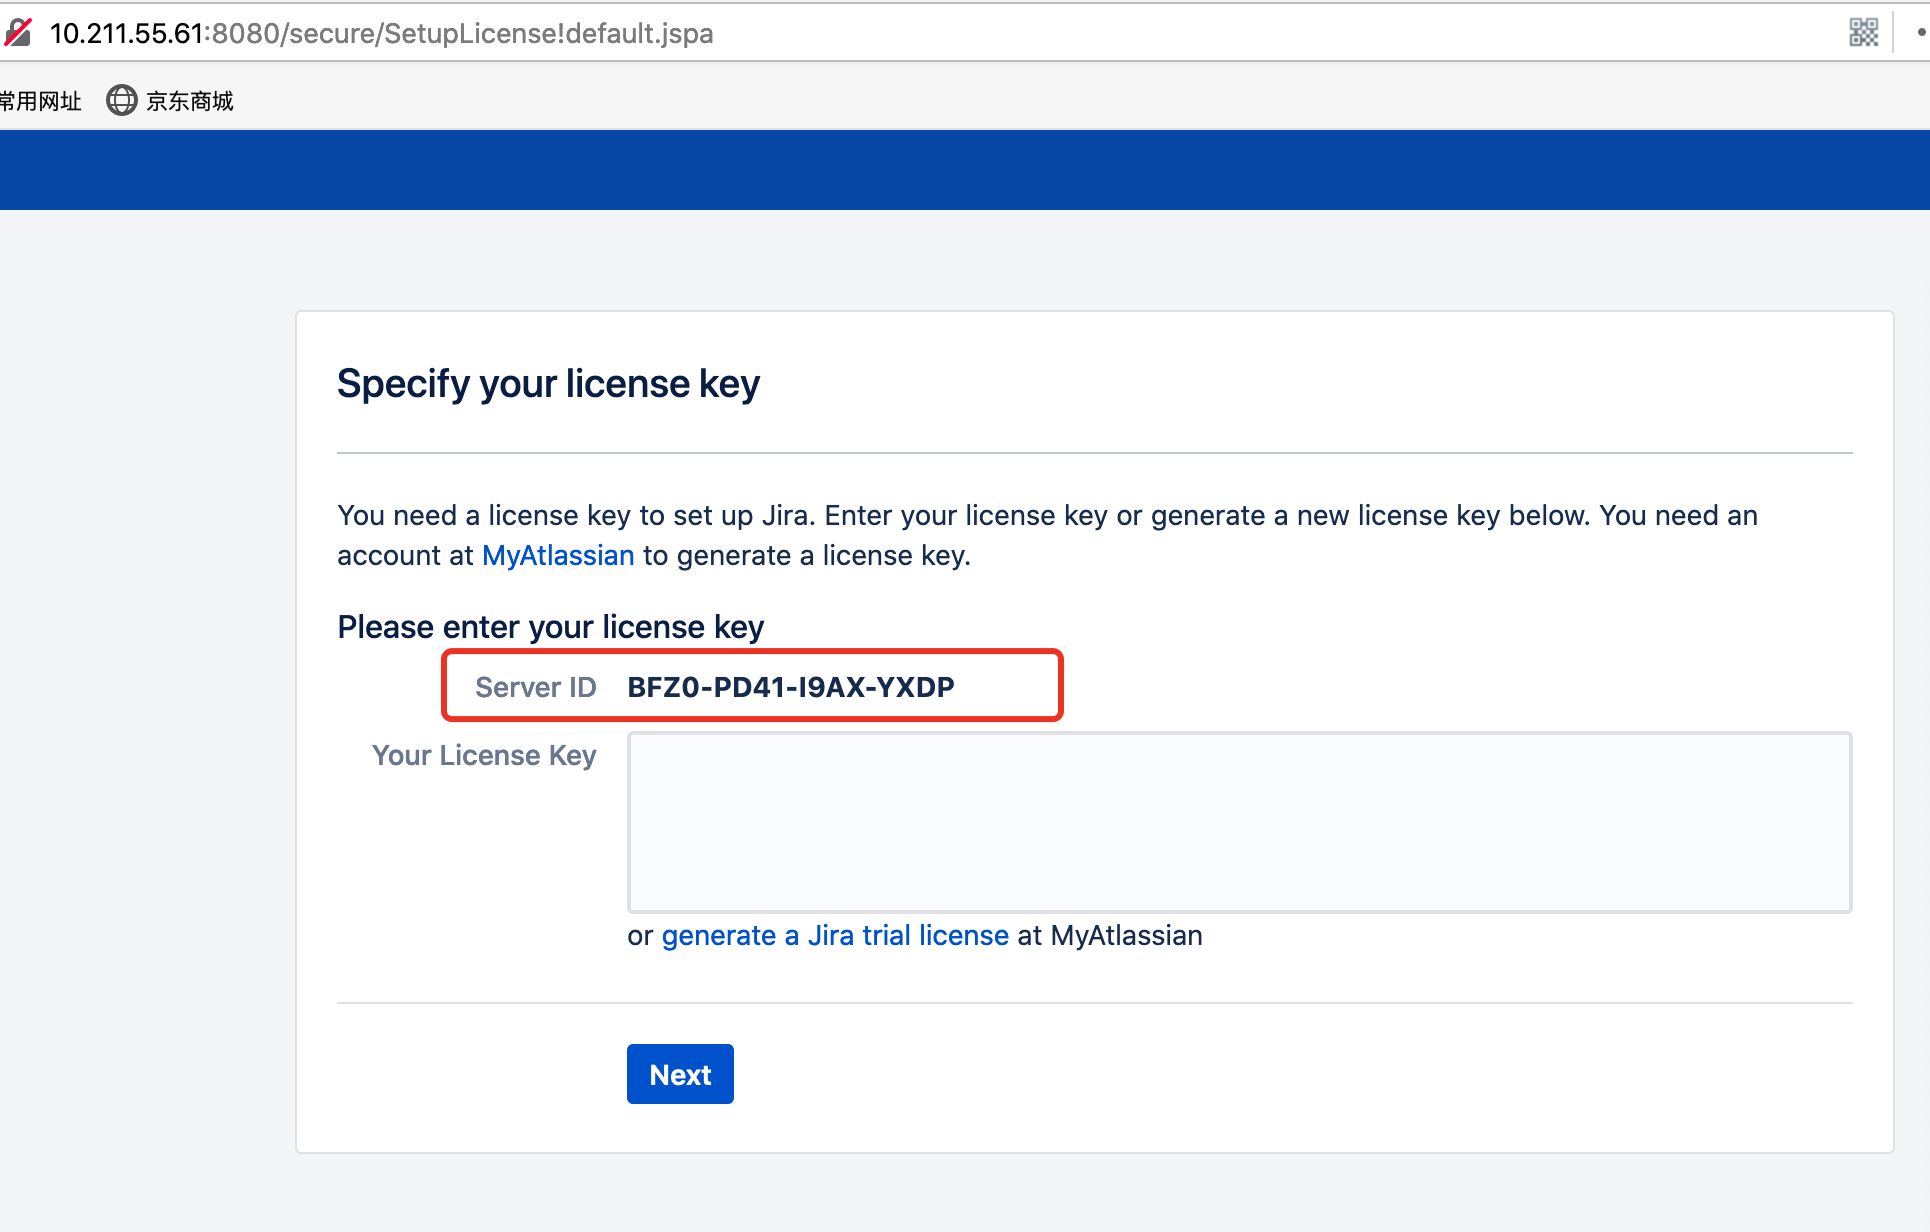 10.211.55.61:8080/secure/SetupLicense!default.jspa
常用网址 京东商城
Specify your license key
You need a license key to set up Jira. Enter your license key or generate a new license key below. You need an
account at MyAtlassian to generate a license key.
Please enter your license key
Server ID BFZ0-PD41-I9AX-YXDP
Your License Key
or generate a Jira trial license at MyAtlassian
Next